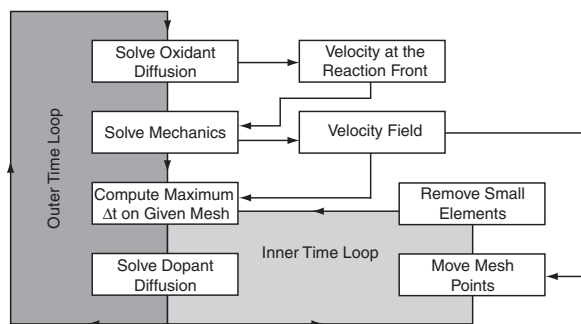 Solve Oxidant
Diffusion
Velocity at the
Reaction Front
Solve Mechanics
Velocity Field
Outer Time Loop
Compute Maximum
Δt on Given Mesh
Remove Small
Elements
Inner Time Loop
Solve Dopant
Diffusion
Move Mesh
Points